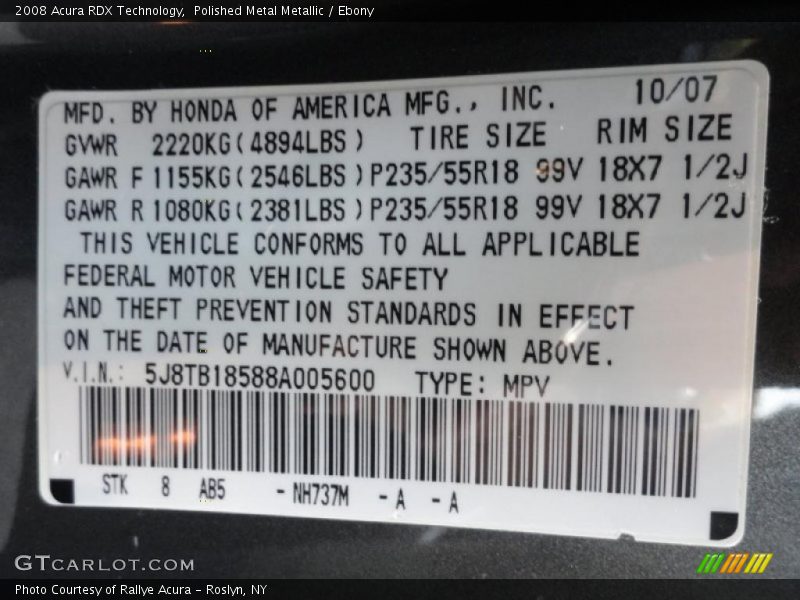 2008 Acura RDX Technology, Polished Metal Metallic / Ebony
MFD. BY HONDA OF AMERICA MFG., INC. 10/07
GVWR 2220KG(4894LBS) TIRE SIZE RIM SIZE
GAWR F 1155KG(2546LBS)P235/55R18 99V 18X7 1/2J
GAWR R 1080KG(2381LBS)P235/55R18 99V 18X7 1/2J
THIS VEHICLE CONFORMS TO ALL APPLICABLE
FEDERAL MOTOR VEHICLE SAFETY
AND THEFT PREVENTION STANDARDS IN EFFECT
ON THE DATE OF MANUFACTURE SHOWN ABOVE.
V.I.N.: 5J8TB18588A005600 TYPE: MPV
STK 8 AB5 -NH737M -A -A
GTCARLOT.COM
Photo Courtesy of Rallye Acura - Roslyn, NY